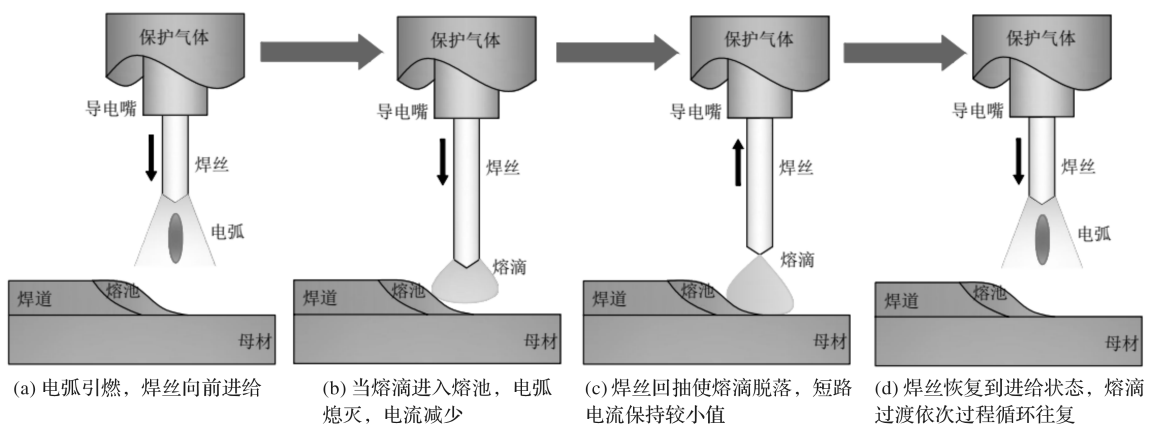 保护气体
导电嘴
焊丝
电弧
焊道
熔池
母材
(a) 电弧引燃，焊丝向前进给
保护气体
导电嘴
焊丝
熔滴
焊道
熔池
母材
(b) 当熔滴进入熔池，电弧
熄灭，电流减少
保护气体
导电嘴
焊丝
熔滴
焊道
熔池
母材
(c) 焊丝回抽使熔滴脱落，短路
电流保持较小值
保护气体
导电嘴
焊丝
电弧
焊道
熔池
母材
(d) 焊丝恢复到进给状态，熔滴
过渡依次过程循环往复